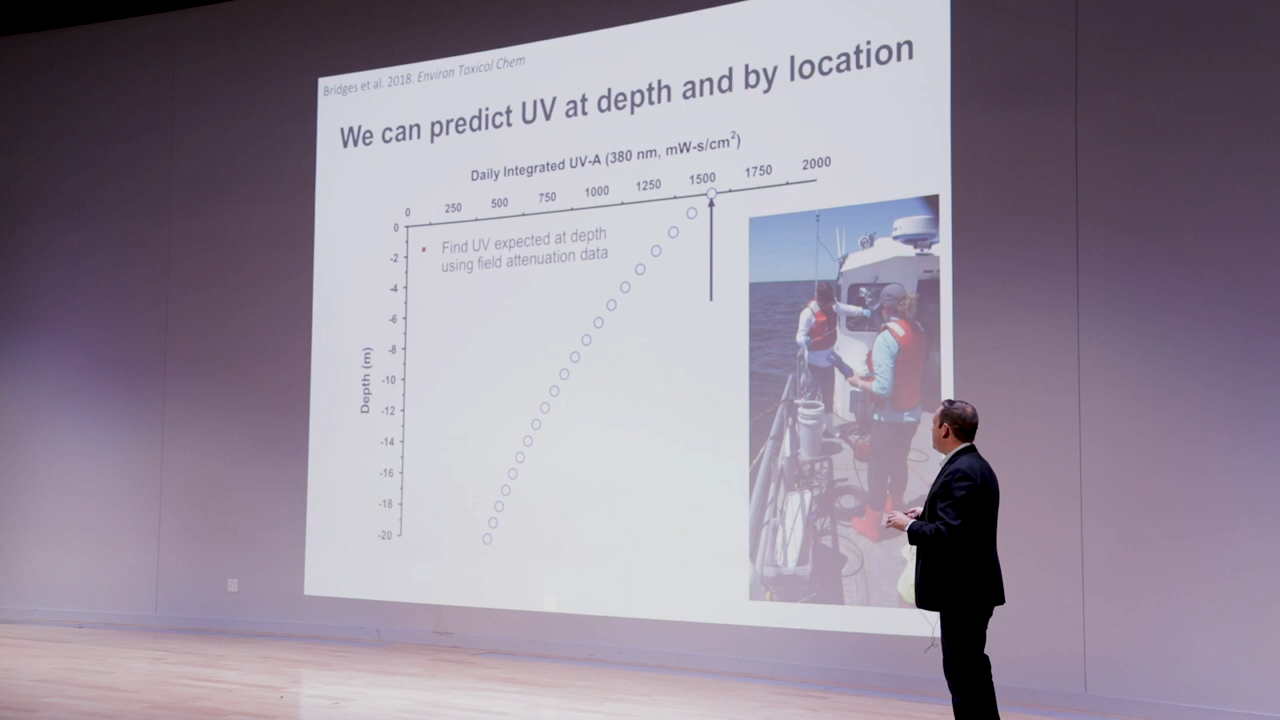 Bridges et al. 2018. Environ Toxicol Chem
We can predict UV at depth and by location
Daily Integrated UV-A (380 nm, mW-s/cm²)
0 250 500 750 1000 1250 1500 1750 2000
0
▪ Find UV expected at depth
using field attenuation data
-2
-4
-6
-8
Depth (m)
-10
-12
-14
-16
-18
-20